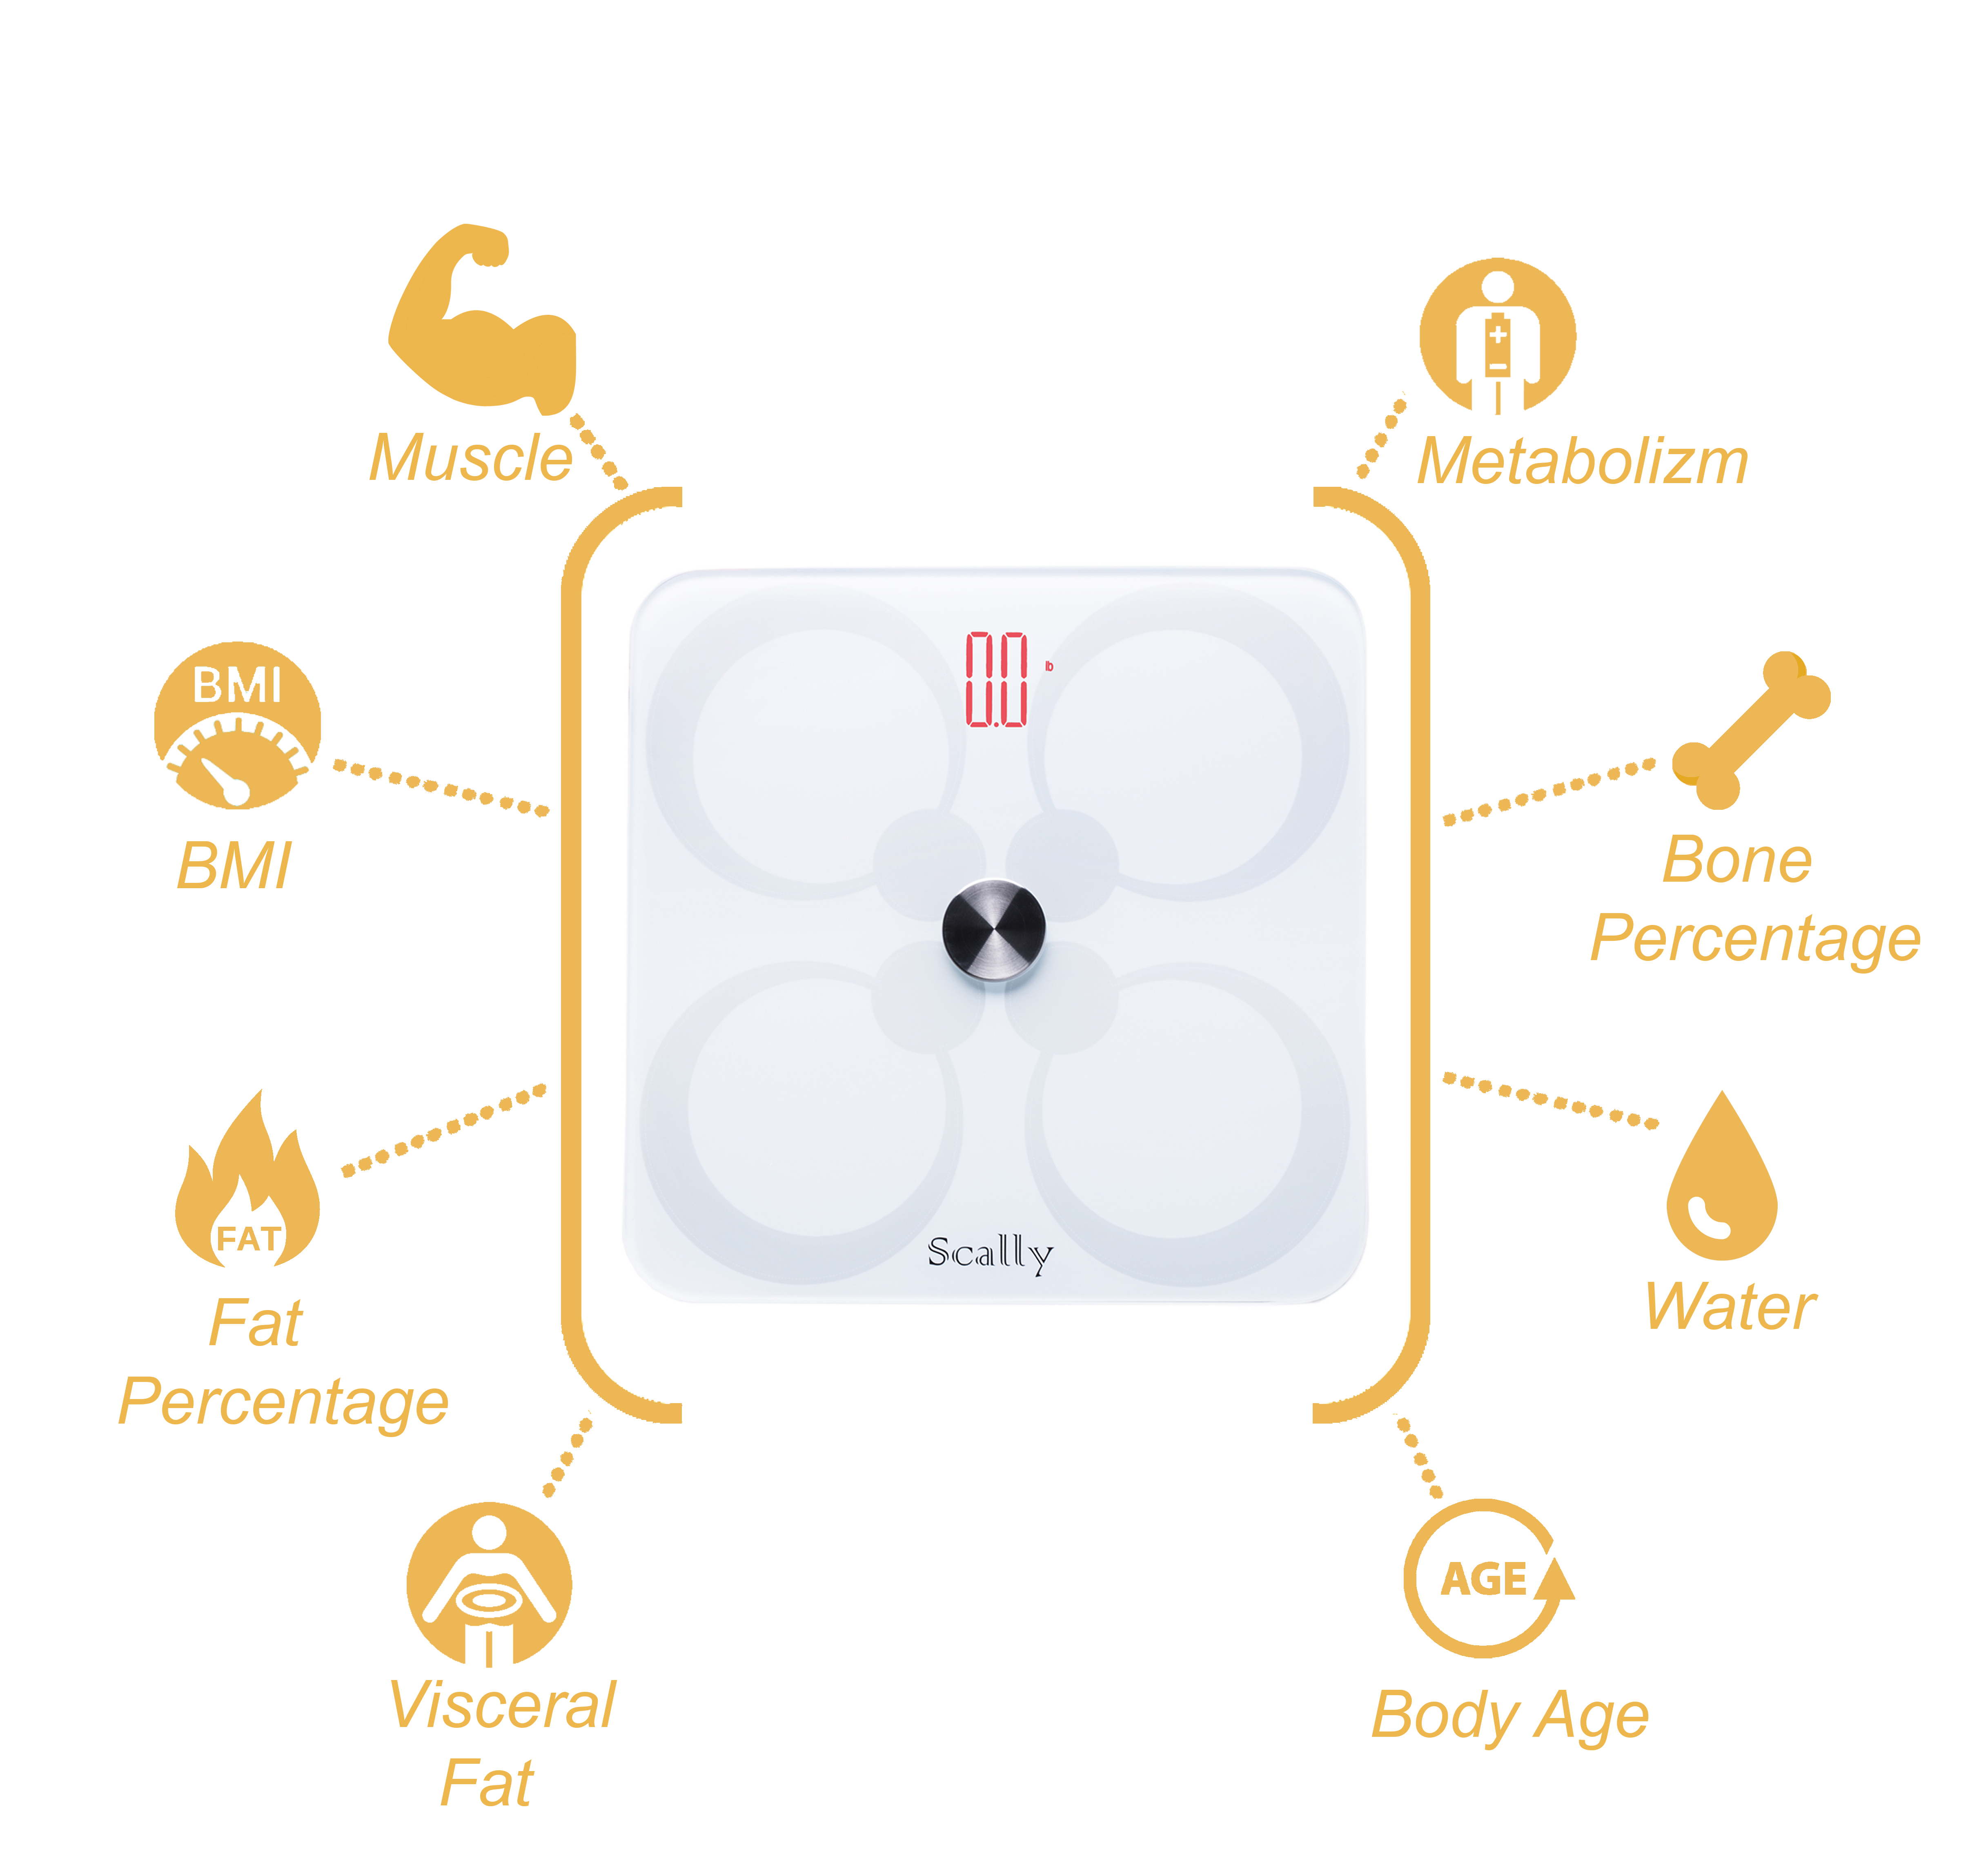 Muscle
Metabolizm
BMI
BMI
Bone
Percentage
0.0 lb
FAT
Fat
Percentage
Water
Scally
Visceral
Fat
AGE
Body Age